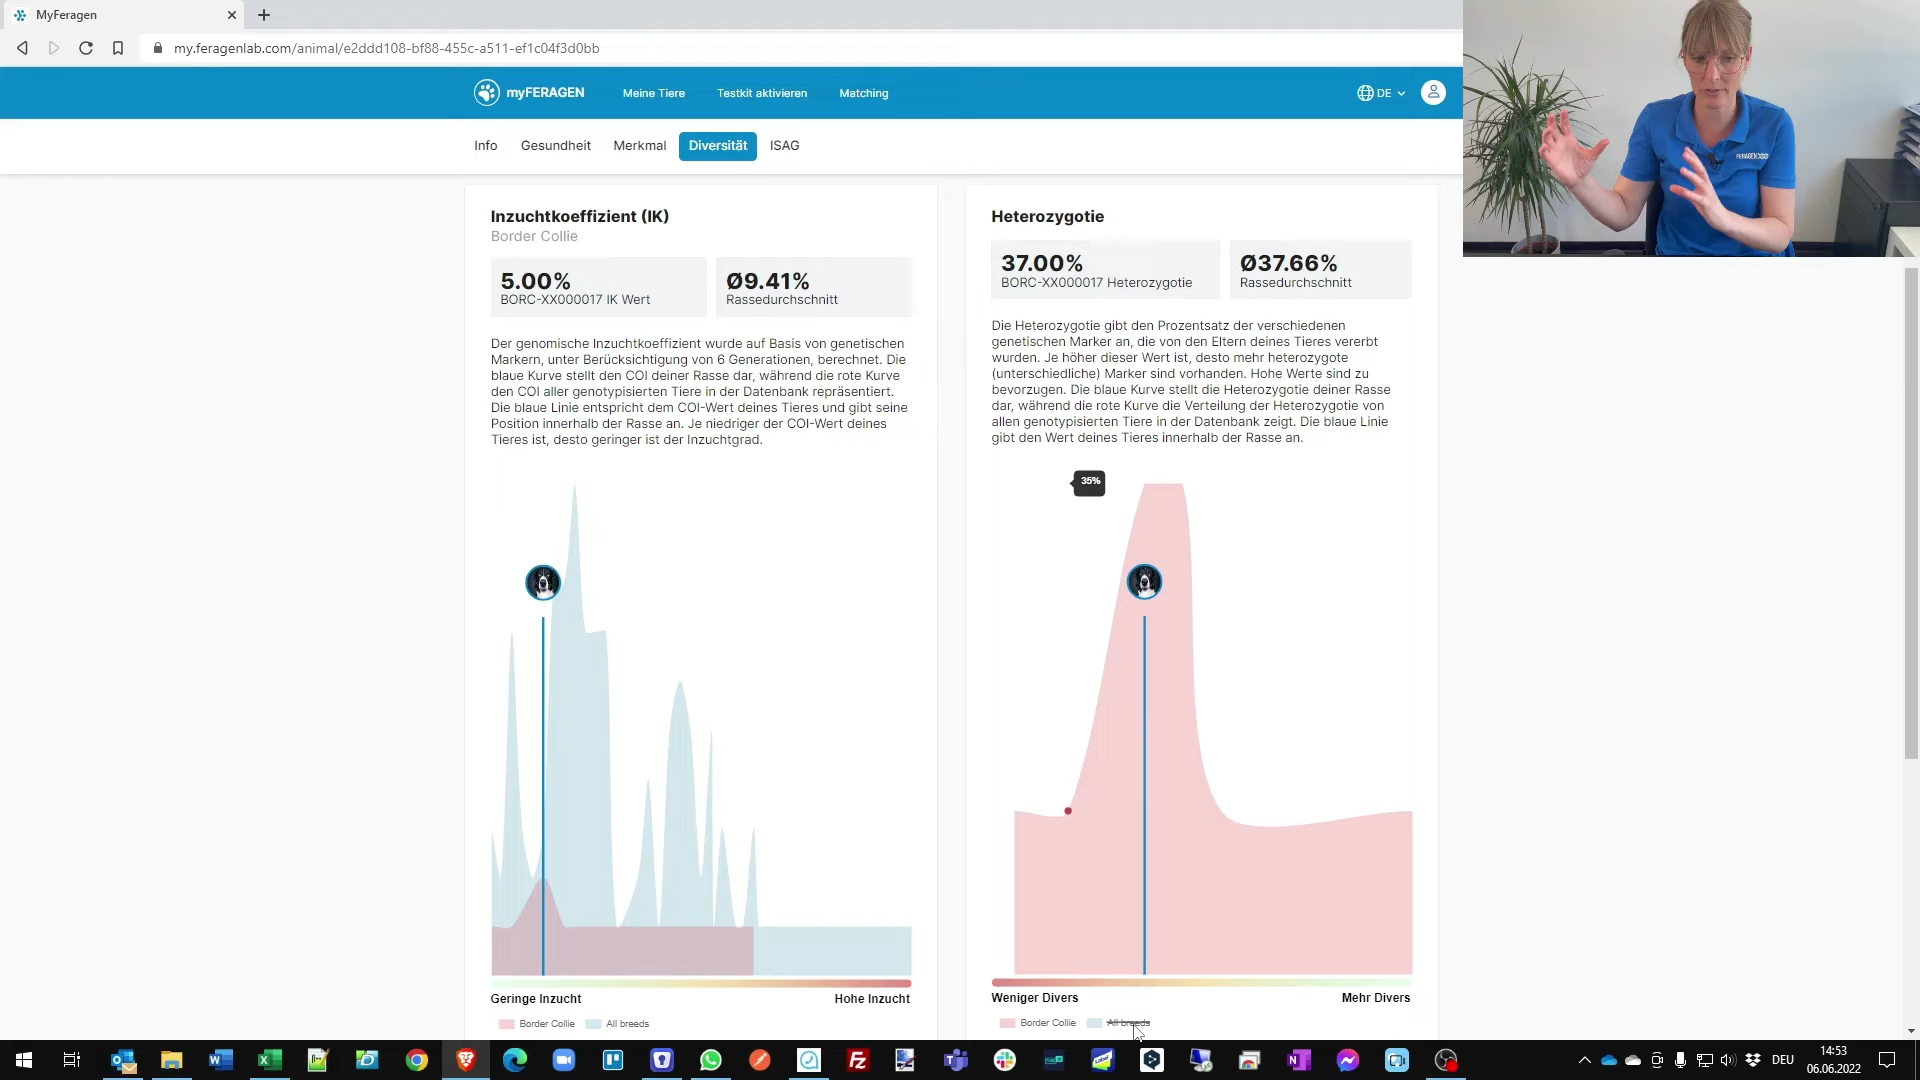 MyFeragen
my.feragenlab.com/animal/e2ddd108-bf88-455c-a511-ef1c04f3d0bb
myFERAGEN
Meine Tiere
Testkit aktivieren
Matching
DE
Info
Gesundheit
Merkmal
Diversität
ISAG
Inzuchtkoeffizient (IK)
Border Collie
5.00%
BORC-XX000017 IK Wert
Ø9.41%
Rassedurchschnitt
Der genomische Inzuchtkoeffizient wurde auf Basis von genetischen
Markern, unter Berücksichtigung von 6 Generationen, berechnet. Die
blaue Kurve stellt den COI deiner Rasse dar, während die rote Kurve
den COI aller genotypisierten Tiere in der Datenbank repräsentiert.
Die blaue Linie entspricht dem COI-Wert deines Tieres und gibt seine
Position innerhalb der Rasse an. Je niedriger der COI-Wert deines
Tieres ist, desto geringer ist der Inzuchtgrad.
Geringe Inzucht
Hohe Inzucht
Border Collie
All breeds
Heterozygotie
37.00%
BORC-XX000017 Heterozygotie
Ø37.66%
Rassedurchschnitt
Die Heterozygotie gibt den Prozentsatz der verschiedenen
genetischen Marker an, die von den Eltern deines Tieres vererbt
wurden. Je höher dieser Wert ist, desto mehr heterozygote
(unterschiedliche) Marker sind vorhanden. Hohe Werte sind zu
bevorzugen. Die blaue Kurve stellt die Heterozygotie deiner Rasse
dar, während die rote Kurve die Verteilung der Heterozygotie von
allen genotypisierten Tiere in der Datenbank zeigt. Die blaue Linie
gibt den Wert deines Tieres innerhalb der Rasse an.
35%
Weniger Divers
Mehr Divers
Border Collie
All breeds
FERAGEN
DEU
14:53
06.06.2022